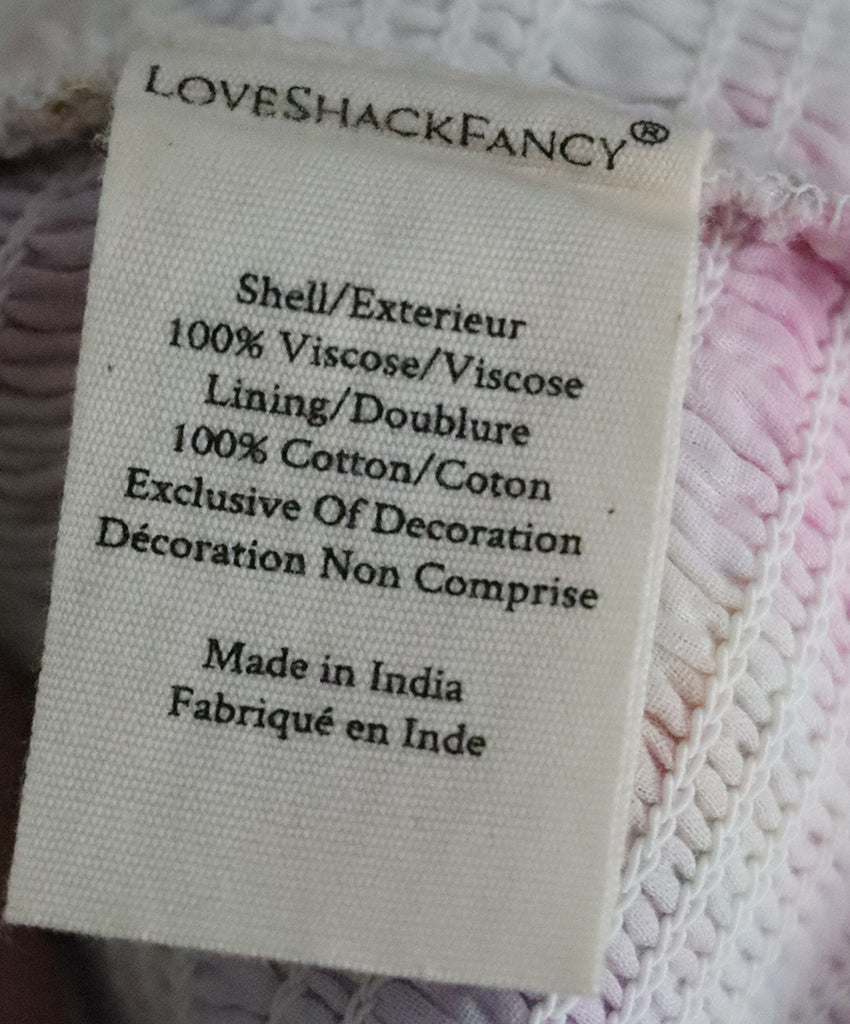 LOVESHACKFANCY®
Shell/Exterieur
100% Viscose/Viscose
Lining/Doublure
100% Cotton/Coton
Exclusive Of Decoration
Décoration Non Comprise
Made in India
Fabriqué en Inde